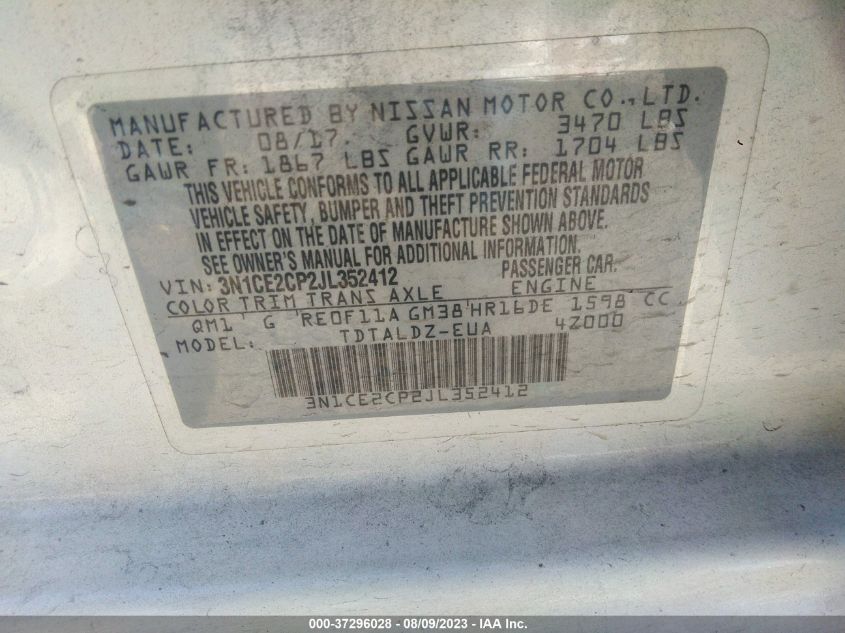 MANUFACTURED BY NISSAN MOTOR CO.,LTD.
DATE: 08/17. GVWR: 3470 LBS
GAWR FR: 1867 LBS GAWR RR: 1704 LBS
THIS VEHICLE CONFORMS TO ALL APPLICABLE FEDERAL MOTOR
VEHICLE SAFETY, BUMPER AND THEFT PREVENTION STANDARDS
IN EFFECT ON THE DATE OF MANUFACTURE SHOWN ABOVE.
SEE OWNER'S MANUAL FOR ADDITIONAL INFORMATION.
VIN: 3N1CE2CP2JL352412 PASSENGER CAR.
COLOR TRIM TRANS AXLE ENGINE
QM1 G RE0F11A GM38 HR16DE 1598 CC
MODEL: TDTALDZ-EUA 4Z000
3N1CE2CP2JL352412
000-37296028 - 08/09/2023 - IAA Inc.